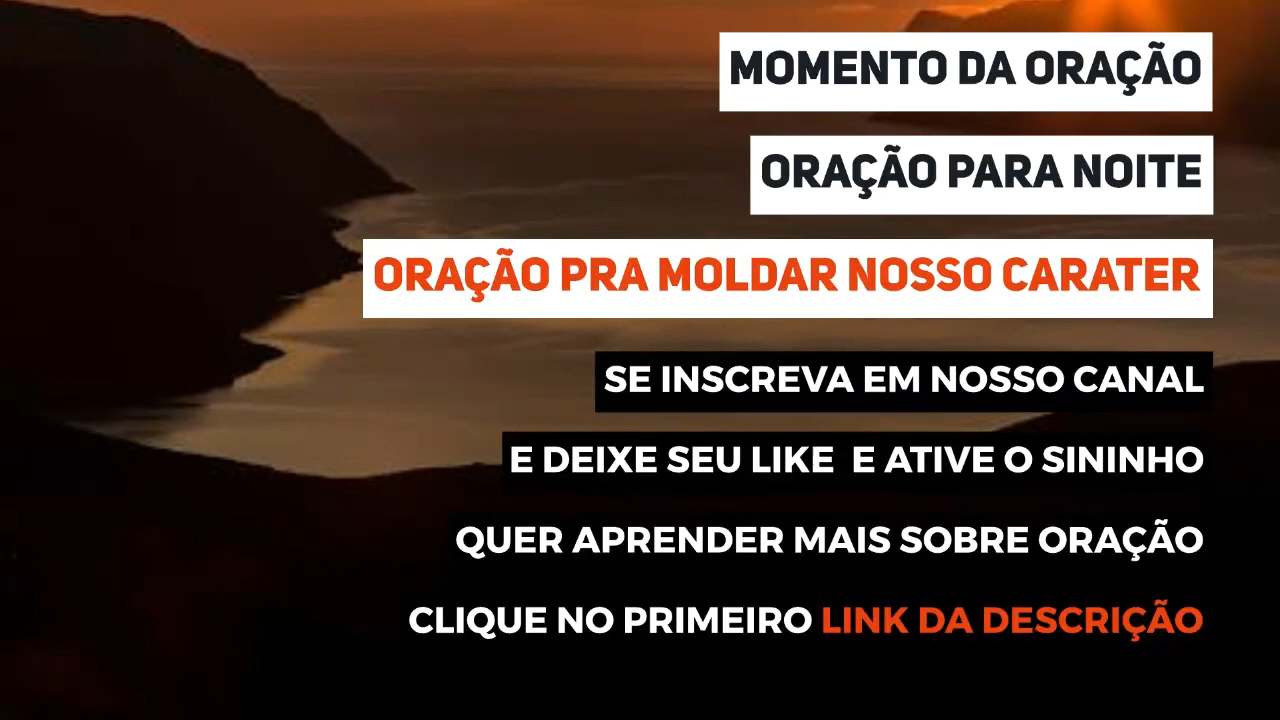 MOMENTO DA ORAÇÃO
ORAÇÃO PARA NOITE
ORAÇÃO PRA MOLDAR NOSSO CARATER
SE INSCREVA EM NOSSO CANAL
E DEIXE SEU LIKE E ATIVE O SININHO
QUER APRENDER MAIS SOBRE ORAÇÃO
CLIQUE NO PRIMEIRO LINK DA DESCRIÇÃO